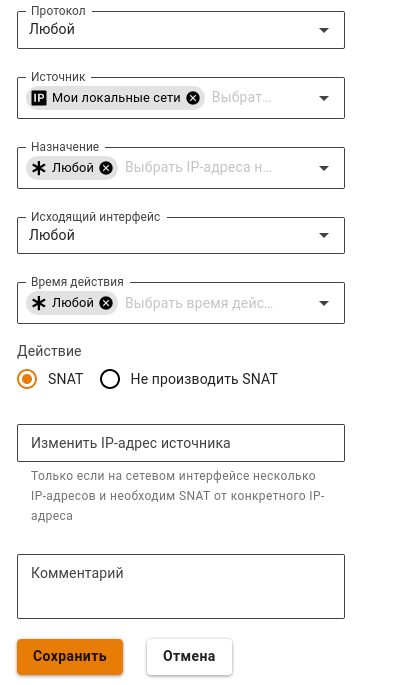 Протокол
Любой
Источник
IP Мои локальные сети Выбрат...
Назначение
Любой Выбрать IP-адреса н...
Исходящий интерфейс
Любой
Время действия
Любой Выбрать время дейс...
Действие
SNAT Не производить SNAT
Изменить IP-адрес источника
Только если на сетевом интерфейсе несколько
IP-адресов и необходим SNAT от конкретного IP-
адреса
Комментарий
Сохранить Отмена